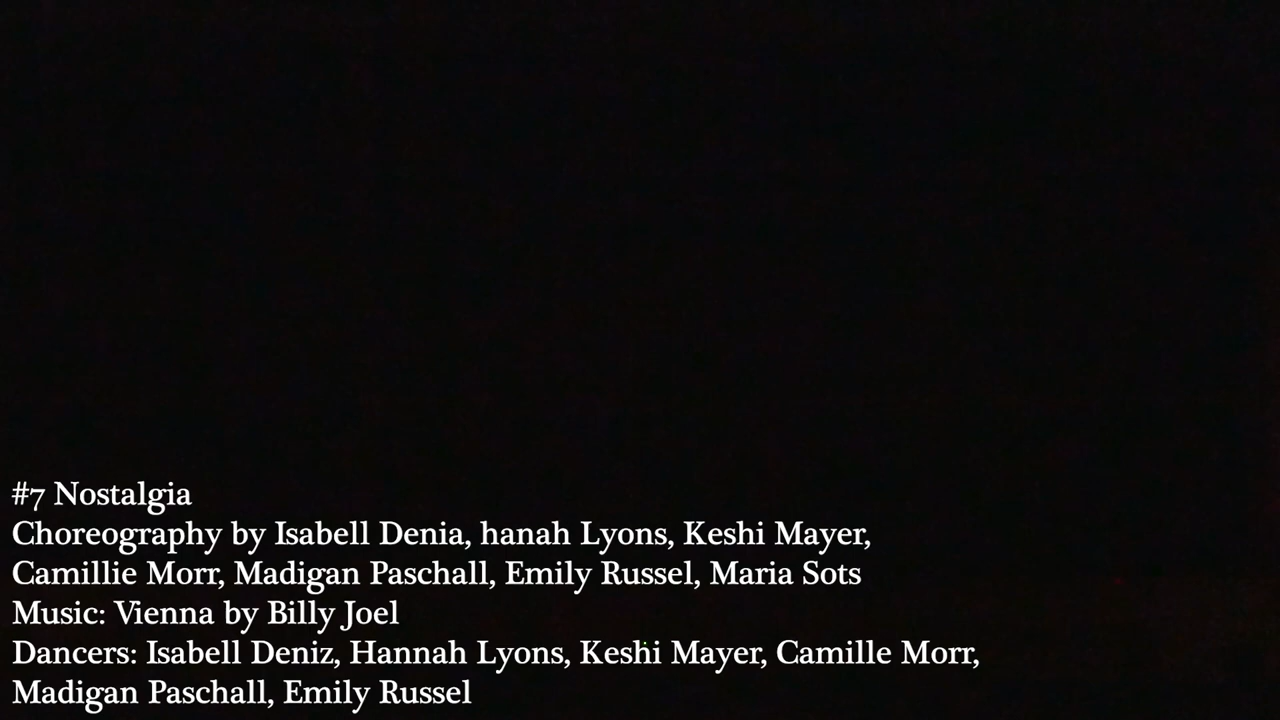 #7 Nostalgia
Choreography by Isabell Denia, hanah Lyons, Keshi Mayer,
Camillie Morr, Madigan Paschall, Emily Russel, Maria Sots
Music: Vienna by Billy Joel
Dancers: Isabell Deniz, Hannah Lyons, Keshi Mayer, Camille Morr,
Madigan Paschall, Emily Russel